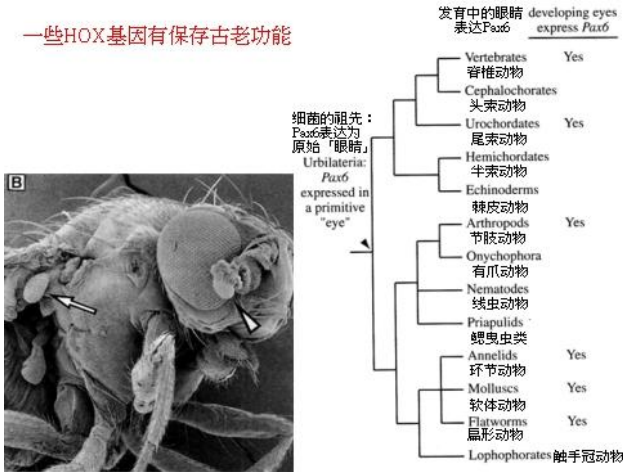 一些HOX基因有保存古老功能
发育中的眼睛 developing eyes
表达Pax6 express Pax6
Vertebrates Yes
脊椎动物
Cephalochorates
头索动物
细菌的祖先：
Pax6表达为
原始「眼睛」
Urbilateria:
Pax6
expressed in
a primitive
"eye"
Urochordates Yes
尾索动物
Hemichordates
半索动物
Echinoderms
棘皮动物
Arthropods Yes
节肢动物
Onychophora
有爪动物
Nematodes
线虫动物
Priapulids
鳃曳虫类
Annelids Yes
环节动物
Molluscs Yes
软体动物
Flatworms Yes
扁形动物
Lophophorates 触手冠动物
B